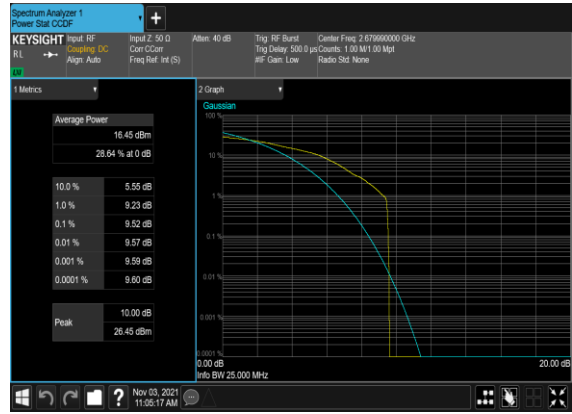 Spectrum Analyzer 1
Power Stat CCDF
KEYSIGHT
RL
Input: RF
Coupling: DC
Align: Auto
Input Z: 50 Ω
Corr CCorr
Freq Ref: Int (S)
Atten: 40 dB
Trig: RF Burst
Trig Delay: 500.0 µs
#IF Gain: Low
Center Freq: 2.679990000 GHz
Counts: 1.00 M/1.00 Mpt
Radio Std: None
1 Metrics
Average Power
16.45 dBm
28.64 % at 0 dB
10.0 % 5.55 dB
1.0 % 9.23 dB
0.1 % 9.52 dB
0.01 % 9.57 dB
0.001 % 9.59 dB
0.0001 % 9.60 dB
Peak
10.00 dB
26.45 dBm
2 Graph
Gaussian
100 %
10 %
1 %
0.1 %
0.01 %
0.001 %
0.0001 %
0.00 dB
20.00 dB
Info BW 25.000 MHz
?
Nov 03, 2021
11:05:17 AM